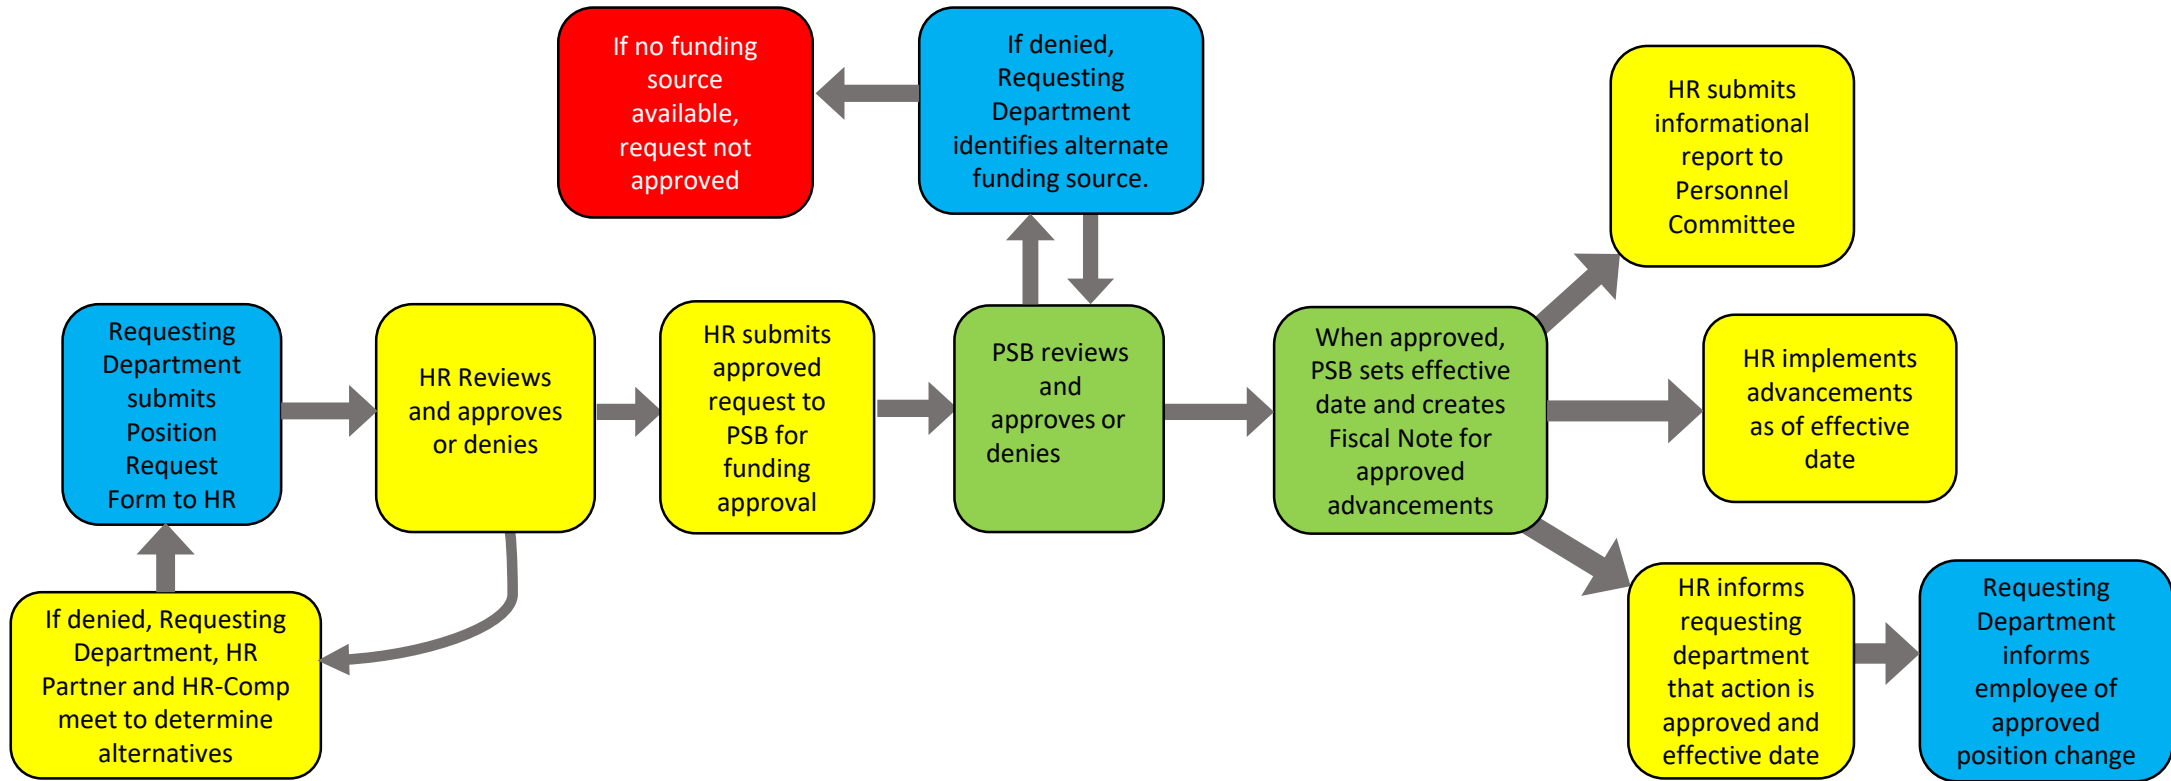 If no funding
source
available,
request not
approved
If denied,
Requesting
Department
identifies alternate
funding source.
HR submits
informational
report to
Personnel
Committee
Requesting
Department
submits
Position
Request
Form to HR
HR Reviews
and approves
or denies
HR submits
approved
request to
PSB for
funding
approval
PSB reviews
and
approves or
denies
When approved,
PSB sets effective
date and creates
Fiscal Note for
approved
advancements
HR implements
advancements
as of effective
date
If denied, Requesting
Department, HR
Partner and HR-Comp
meet to determine
alternatives
HR informs
requesting
department
that action is
approved and
effective date
Requesting
Department
informs
employee of
approved
position change